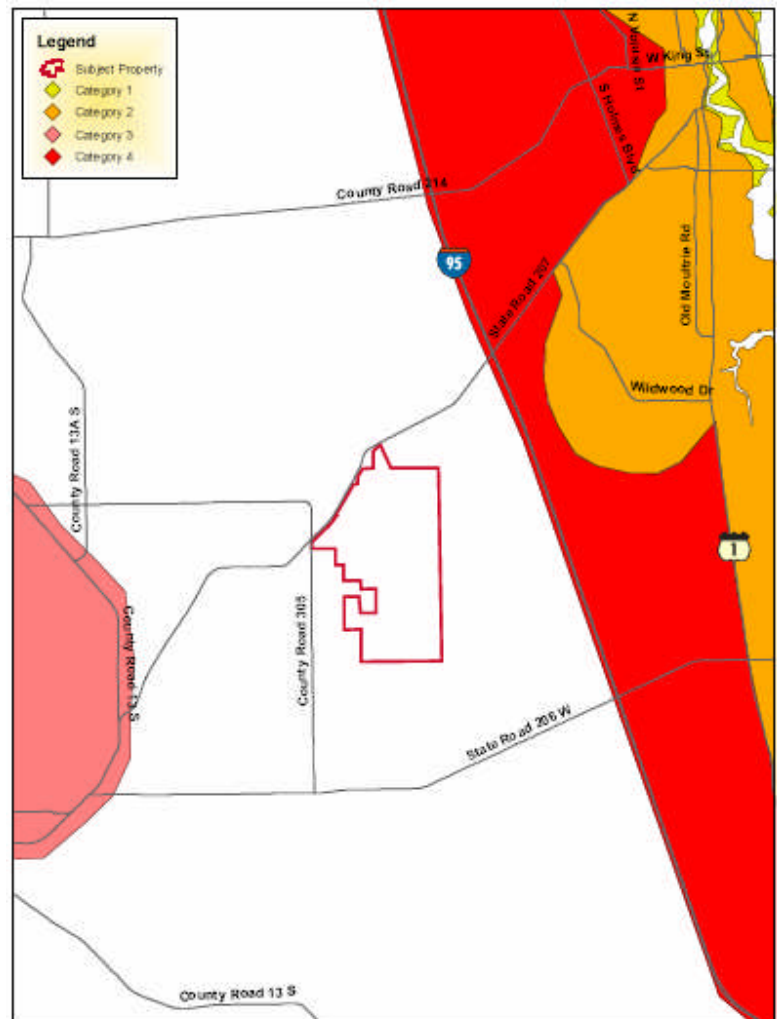 Legend
Subject Property
Category 1
Category 2
Category 3
Category 4
N Monroe St
W King St
S Holmes Blvd
County Road 214
95
State Road 207
Old Moultrie Rd
Wildwood Dr
County Road 13A S
1
County Road 13 S
County Road 305
State Road 206 W
County Road 13 S